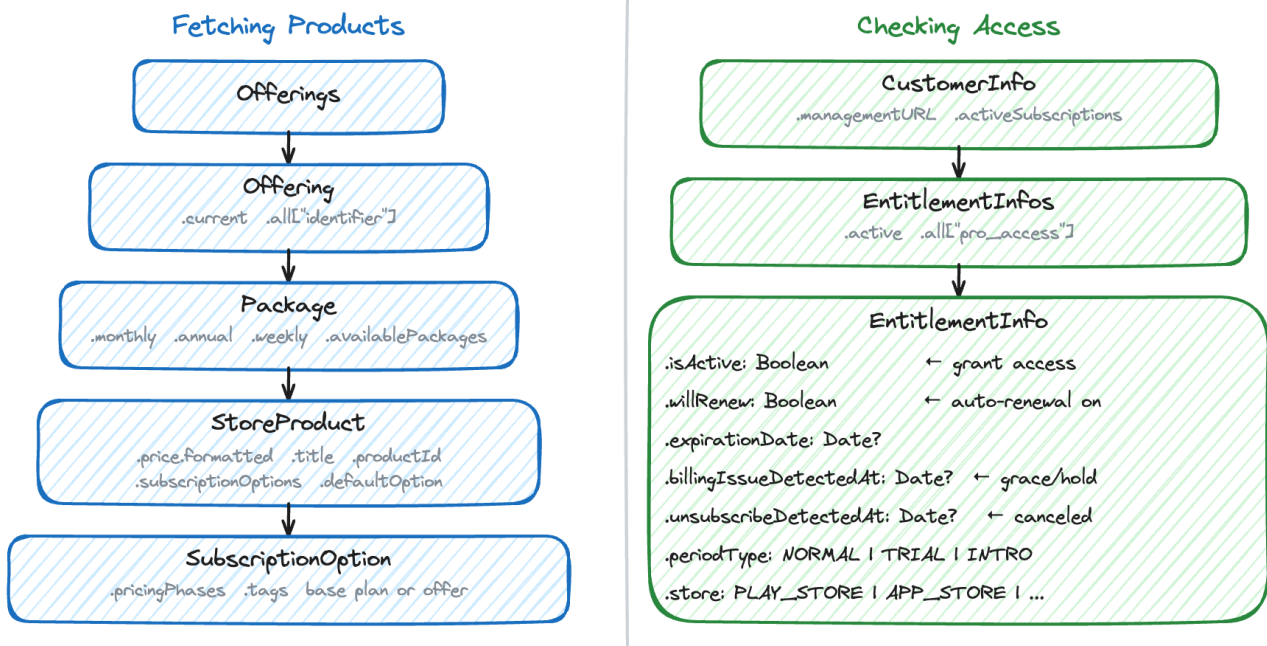 Fetching Products
Offerings
Offering
.current .all["identifier"]
Package
.monthly .annual .weekly .availablePackages
StoreProduct
.price.formatted .title .productId
.subscriptionOptions .defaultOption
SubscriptionOption
.pricingPhases .tags base plan or offer
Checking Access
CustomerInfo
.managementURL .activeSubscriptions
EntitlementInfos
.active .all["pro_access"]
EntitlementInfo
.isActive: Boolean ← grant access
.willRenew: Boolean ← auto-renewal on
.expirationDate: Date?
.billingIssueDetectedAt: Date? ← grace/hold
.unsubscribeDetectedAt: Date? ← canceled
.periodType: NORMAL | TRIAL | INTRO
.store: PLAY_STORE | APP_STORE | ...